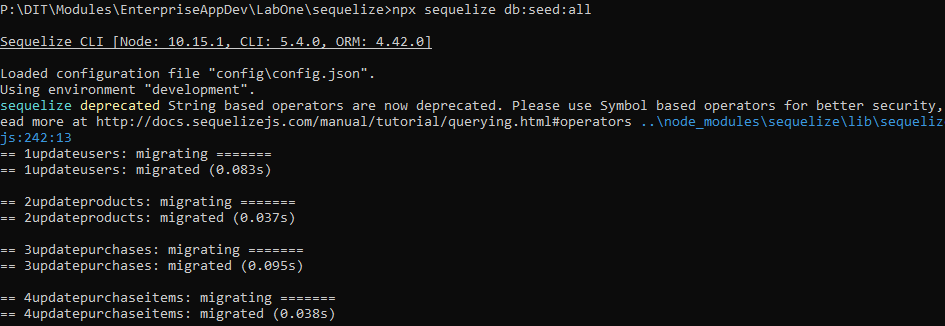 P:\DIT\Modules\EnterpriseAppDev\LabOne\sequelize>npx sequelize db:seed:all
Sequelize CLI [Node: 10.15.1, CLI: 5.4.0, ORM: 4.42.0]
Loaded configuration file "config\config.json".
Using environment "development".
sequelize deprecated String based operators are now deprecated. Please use Symbol based operators for better security,
ead more at http://docs.sequelizejs.com/manual/tutorial/querying.html#operators ..\node_modules\sequelize\lib\sequeliz
js:242:13
== 1updateusers: migrating =======
== 1updateusers: migrated (0.083s)
== 2updateproducts: migrating =======
== 2updateproducts: migrated (0.037s)
== 3updatepurchases: migrating =======
== 3updatepurchases: migrated (0.095s)
== 4updatepurchaseitems: migrating =======
== 4updatepurchaseitems: migrated (0.038s)